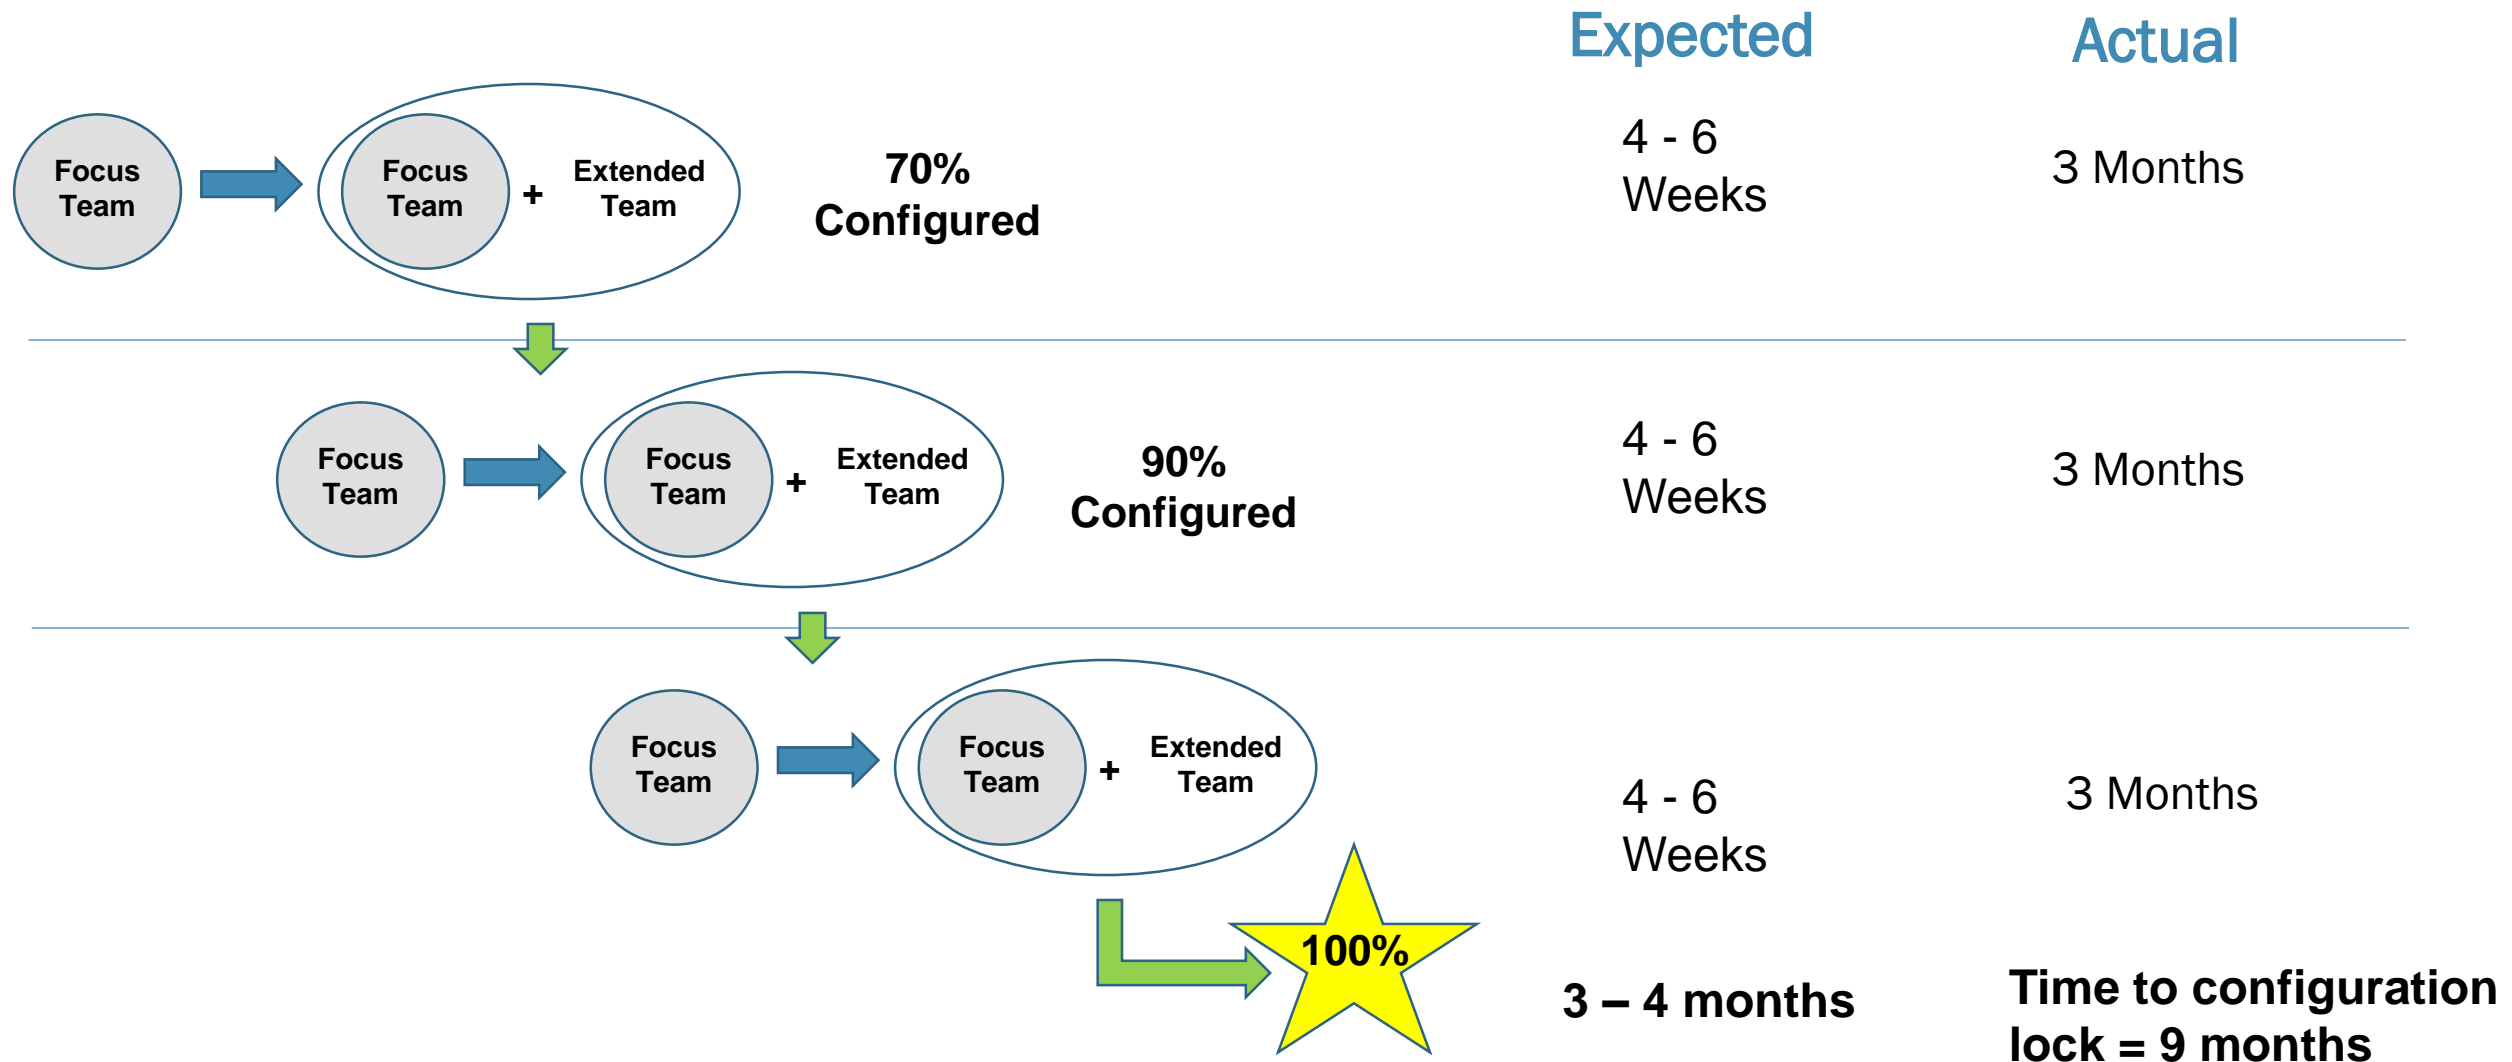 Expected
Actual
Focus
Team
Focus
Team
+
Extended
Team
70%
Configured
4 - 6
Weeks
3 Months
Focus
Team
Focus
Team
+
Extended
Team
90%
Configured
4 - 6
Weeks
3 Months
Focus
Team
Focus
Team
+
Extended
Team
4 - 6
Weeks
3 Months
100%
3 – 4 months
Time to configuration
lock = 9 months